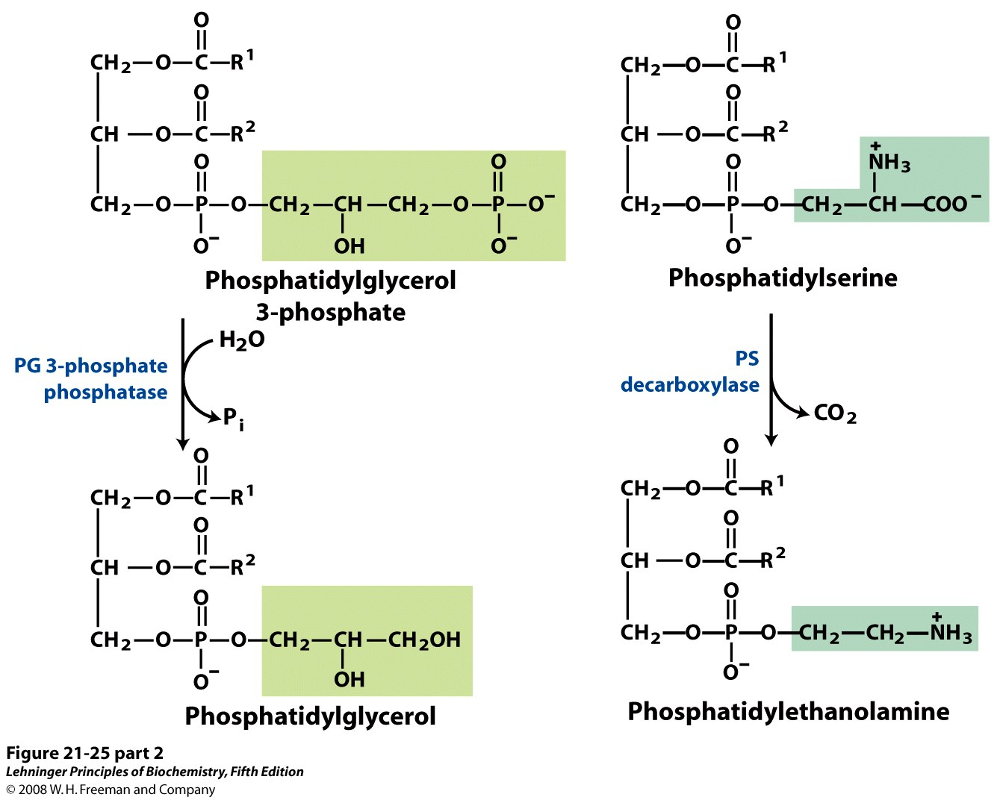 O
CH2—O—C—R1
O
CH—O—C—R2
O O
CH2—O—P—O—CH2—CH—CH2—O—P—O−
O− OH O−
Phosphatidylglycerol
3-phosphate
H2O
PG 3-phosphate
phosphatase
Pi
O
CH2—O—C—R1
O
CH—O—C—R2
O
CH2—O—P—O—CH2—CH—CH2OH
O− OH
Phosphatidylglycerol
O
CH2—O—C—R1
O
CH—O—C—R2
O +NH3
CH2—O—P—O—CH2—CH—COO−
O−
Phosphatidylserine
PS
decarboxylase
CO2
O
CH2—O—C—R1
O
CH—O—C—R2
O
CH2—O—P—O—CH2—CH2—+NH3
O−
Phosphatidylethanolamine
Figure 21-25 part 2
Lehninger Principles of Biochemistry, Fifth Edition
© 2008 W. H. Freeman and Company